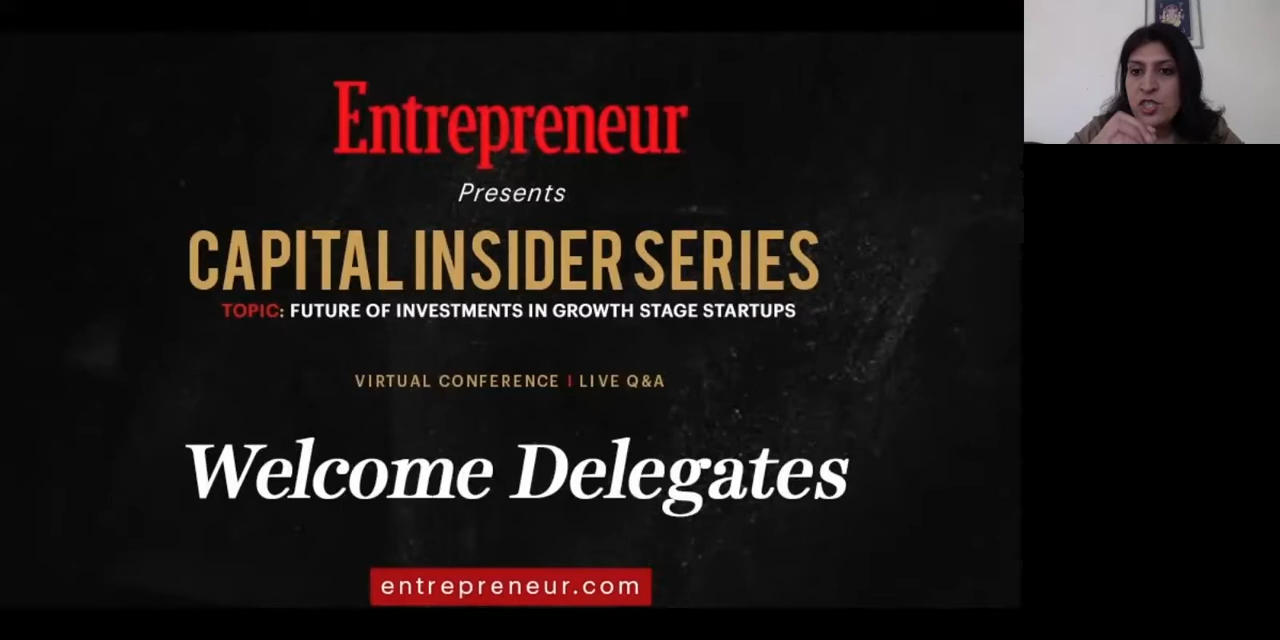 Entrepreneur
Presents
CAPITAL INSIDER SERIES
TOPIC: FUTURE OF INVESTMENTS IN GROWTH STAGE STARTUPS
VIRTUAL CONFERENCE | LIVE Q&A
Welcome Delegates
entrepreneur.com